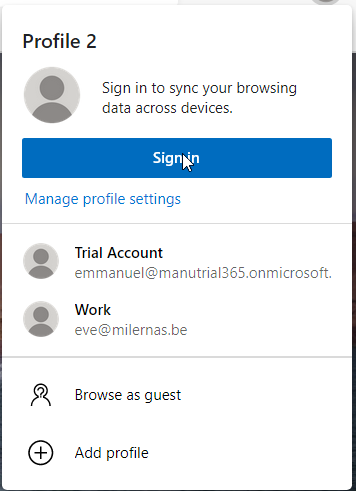 Profile 2
Sign in to sync your browsing
data across devices.
Sign in
Manage profile settings
Trial Account
emmanuel@manutrial365.onmicrosoft.
Work
eve@milernas.be
Browse as guest
Add profile